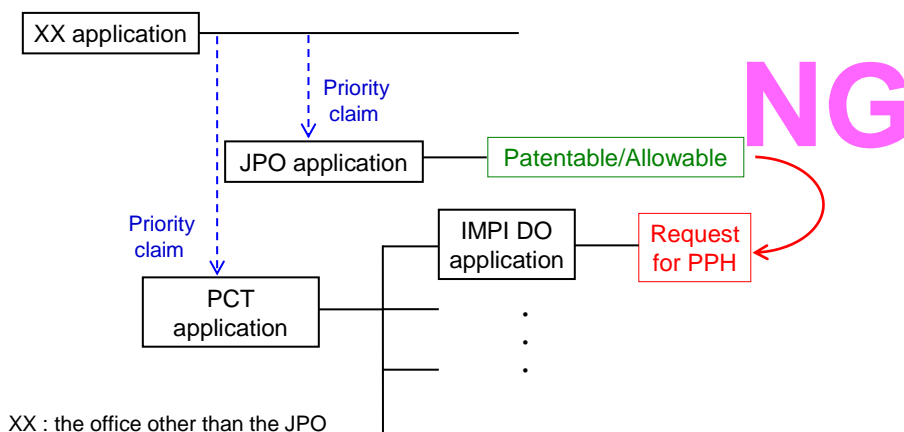 XX application
NG
Priority
claim
JPO application
Patentable/Allowable
Priority
claim
IMPI DO
application
Request
for PPH
PCT
application
XX : the office other than the JPO